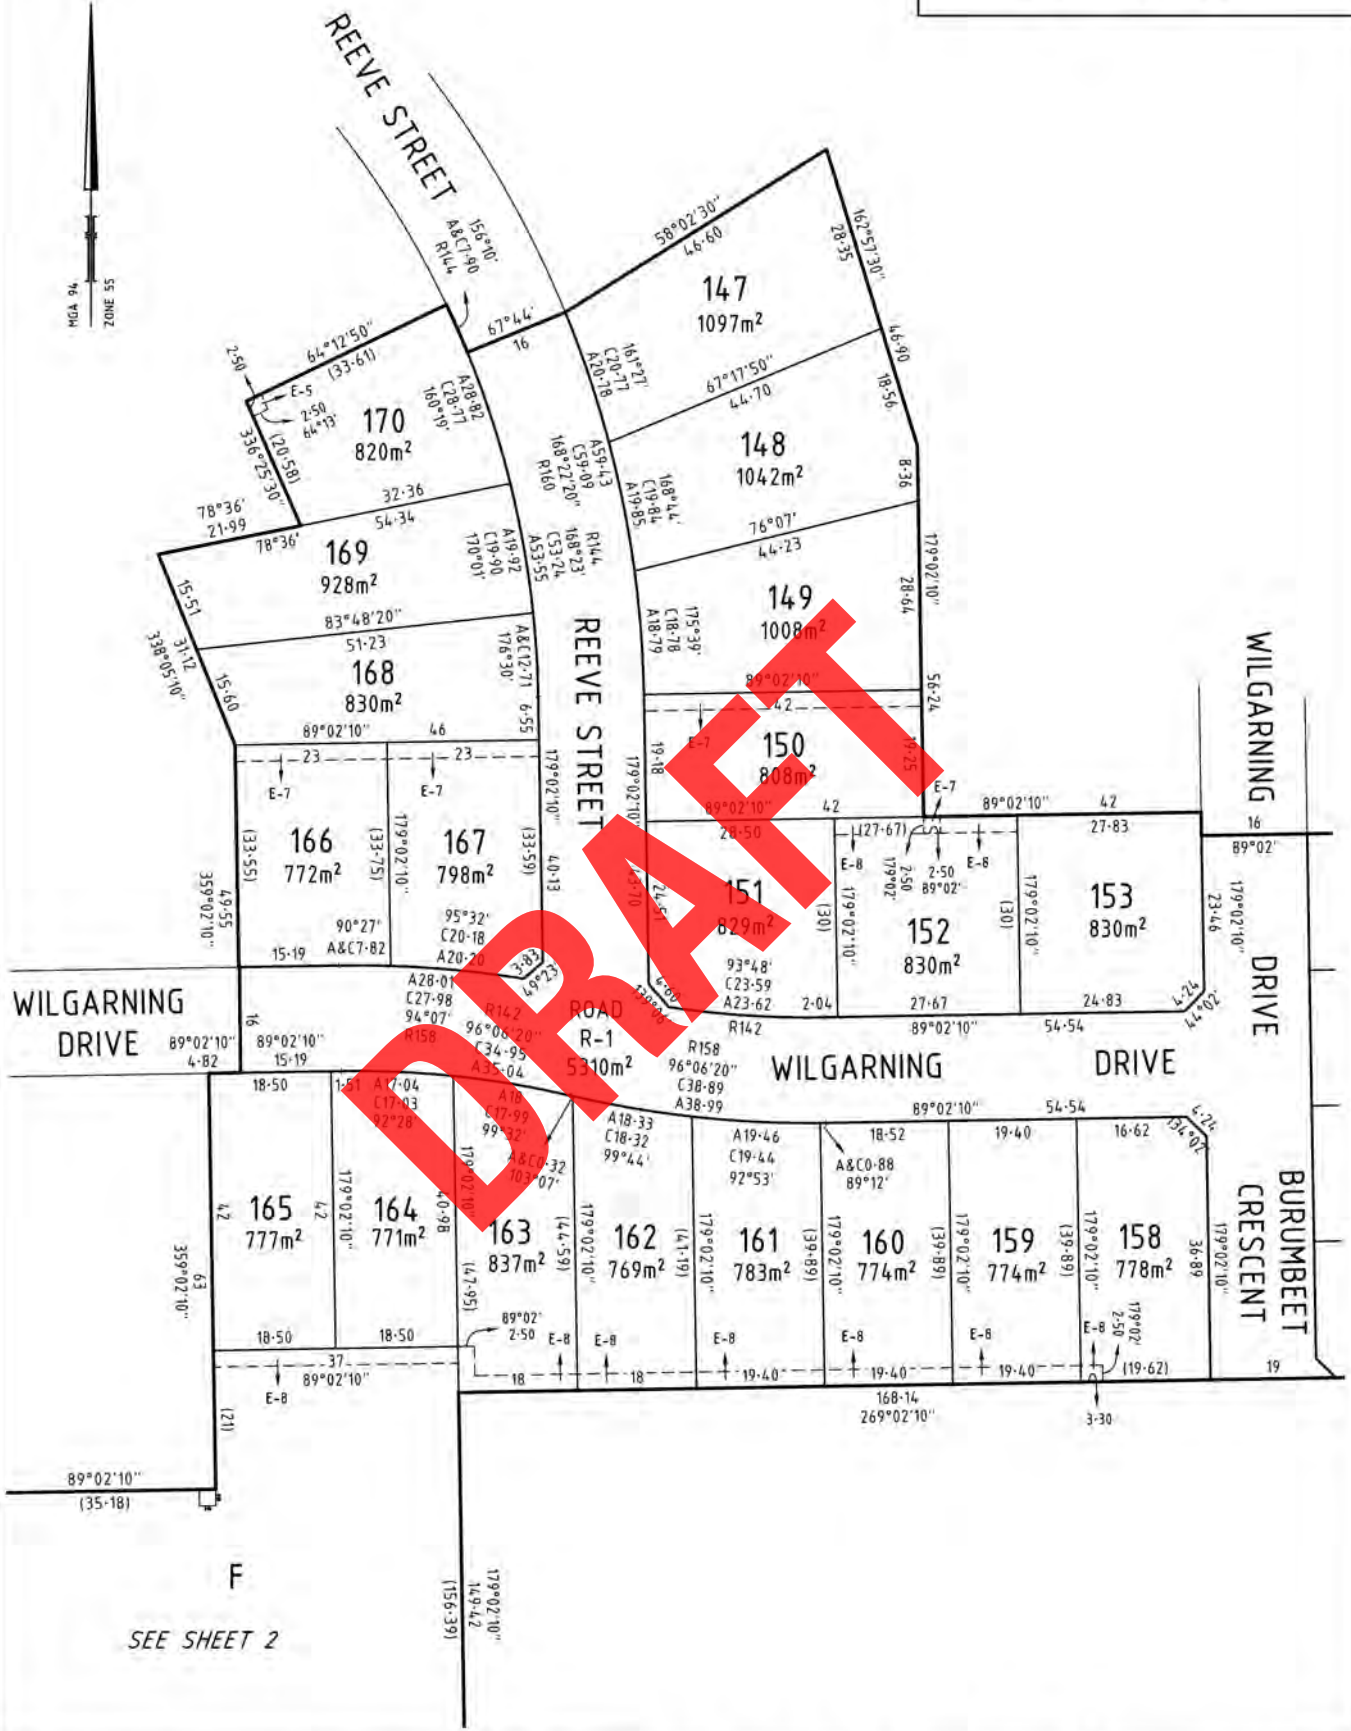 MGA 94
ZONE 55
REEVE STREET
156°10'
A&C7·90
R144
67°44'
16
58°02'30"
46·60
162°57'30"
28·35
147
1097m²
161°27'
C20·77
A20·78
67°17'50"
44·70
46·90
18·56
148
1042m²
8·36
168°44'
C19·84
A19·85
A59·43
C59·09
168°22'20"
R160
76°07'
44·23
149
1008m²
179°02'10"
28·64
175°39'
C18·78
A18·79
R144
168°23'
C53·24
A53·55
2·50
E-5
2·50
64°13'
64°12'50"
(33·61)
170
820m²
A28·82
C28·77
160°19'
(20·58)
336°25'30"
32·36
54·34
78°36'
21·99
78°36'
169
928m²
A19·92
C19·90
170°01'
15·51
31·12
338°05'10"
83°48'20"
51·23
168
830m²
15·60
A&C12·71
176°30'
6·55
REEVE STREET
89°02'10"
56·24
42
E-7
150
808m²
19·18
19·25
179°02'10"
43·70
89°02'10"
42
89°02'10"
46
23
23
E-7
E-7
166
772m²
167
798m²
(33·55)
(33·75)
179°02'10"
(33·59)
179°02'10"
40·13
49·55
359°02'10"
90°27'
A&C7·82
15·19
95°32'
C20·18
A20·20
3·83
49°23'
28·50
24·51
151
829m²
93°48'
C23·59
A23·62
2·04
4·60
139°06'
(30)
179°02'10"
(27·67)
E-7
E-8
E-8
2·50
179°02'
2·50
89°02'
152
830m²
27·67
(30)
179°02'10"
89°02'10"
42
27·83
153
830m²
24·83
4·24
44°02'
179°02'10"
23·46
WILGARNING
DRIVE
16
89°02'
WILGARNING
DRIVE
89°02'10"
4·82
16
89°02'10"
15·19
A28·01
C27·98
94°07'
R158
R142
96°06'20"
C34·95
A35·04
ROAD
R-1
5310m²
R142
R158
96°06'20"
C38·89
A38·99
89°02'10"
54·54
WILGARNING DRIVE
89°02'10"
54·54
4·24
134°02'
18·50
1·51
A17·04
C17·03
92°28'
A18
C17·99
99°32'
A&C0·32
103°07'
A18·33
C18·32
99°44'
A19·46
C19·44
92°53'
A&C0·88
89°12'
18·52
19·40
16·62
165
777m²
164
771m²
163
837m²
162
769m²
161
783m²
160
774m²
159
774m²
158
778m²
42
63
359°02'10"
42
179°02'10"
40·98
179°02'10"
(47·95)
(44·59)
179°02'10"
(41·19)
179°02'10"
(39·89)
179°02'10"
(39·89)
179°02'10"
(39·89)
179°02'10"
36·89
179°02'10"
BURUMBEET
CRESCENT
18·50
18·50
89°02'
2·50
37
89°02'10"
E-8
E-8
E-8
E-8
E-8
E-8
E-8
179°02'
2·50
18
18
19·40
19·40
19·40
(19·62)
19
168·14
269°02'10"
3·30
(21)
89°02'10"
(35·18)
F
SEE SHEET 2
179°02'10"
149·42
(156·39)
DRAFT